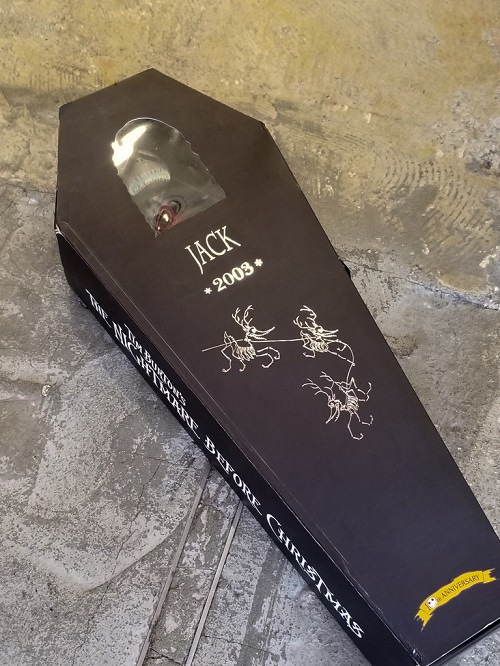 JACK
*2003*
TIM BURTON'S
THE NIGHTMARE BEFORE CHRISTMAS
ANNIVERSARY